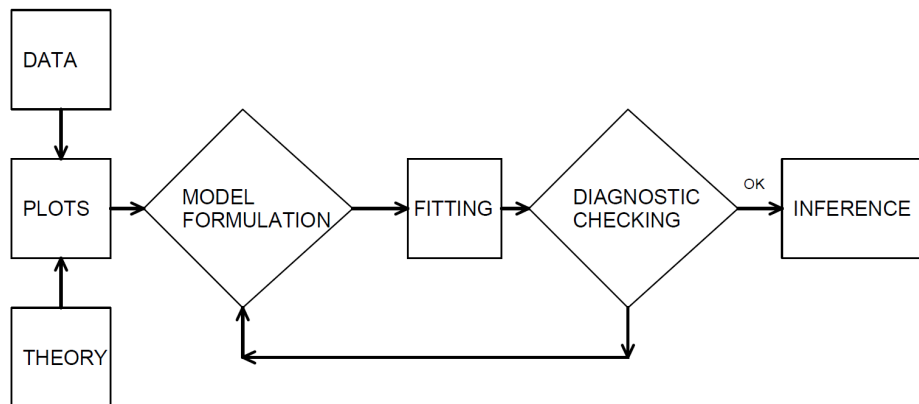 DATA
PLOTS
THEORY
MODEL
FORMULATION
FITTING
DIAGNOSTIC
CHECKING
OK
INFERENCE